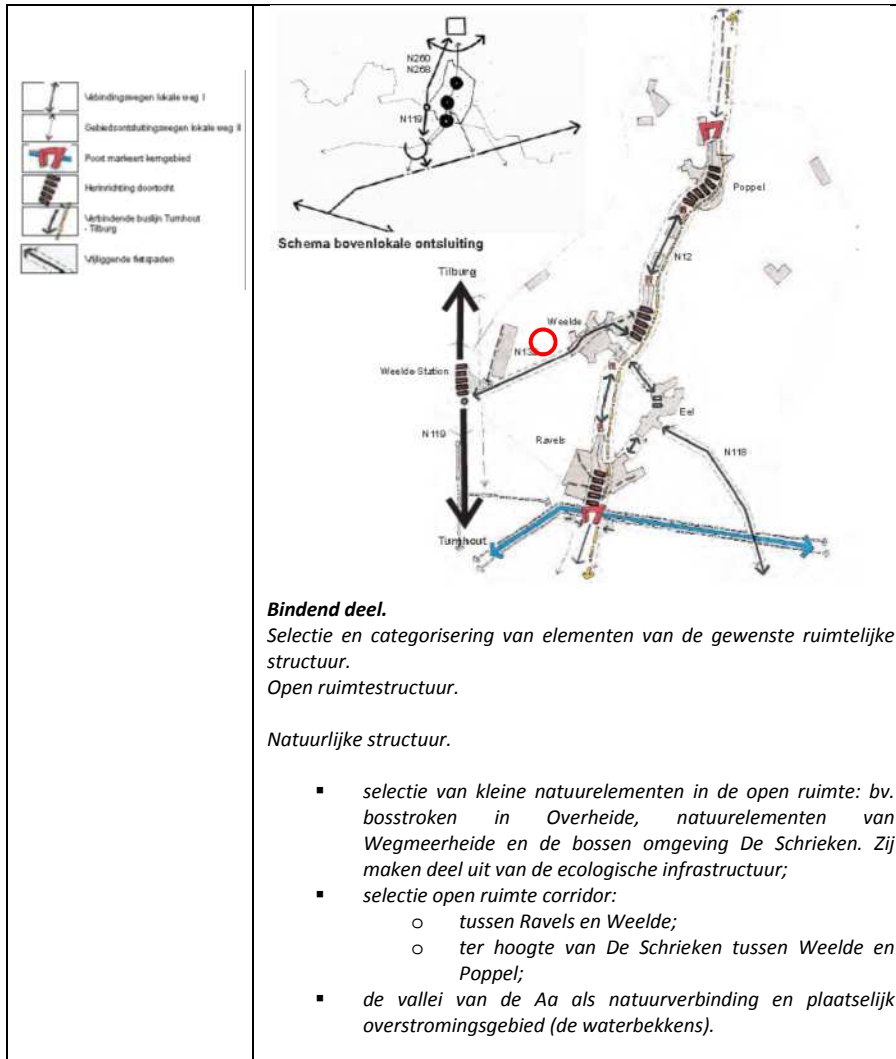 Verbindingswegen lokale weg I
Gebiedsontsluitingswegen lokale weg II
Poort markeert kerngebied
Herinrichting doortocht
Verbindende buslijn Turnhout
- Tilburg
Vrijliggende fietspaden
N260
N268
N119
Schema bovenlokale ontsluiting
Poppel
N12
Tilburg
Weelde
Weelde Station
N119
Eel
Ravels
N118
Turnhout
Bindend deel.
Selectie en categorisering van elementen van de gewenste ruimtelijke
structuur.
Open ruimtestructuur.
Natuurlijke structuur.
▪ selectie van kleine natuurelementen in de open ruimte: bv.
bosstroken in Overheide, natuurelementen van
Wegmeerheide en de bossen omgeving De Schrieken. Zij
maken deel uit van de ecologische infrastructuur;
▪ selectie open ruimte corridor:
o tussen Ravels en Weelde;
o ter hoogte van De Schrieken tussen Weelde en
Poppel;
▪ de vallei van de Aa als natuurverbinding en plaatselijk
overstromingsgebied (de waterbekkens).